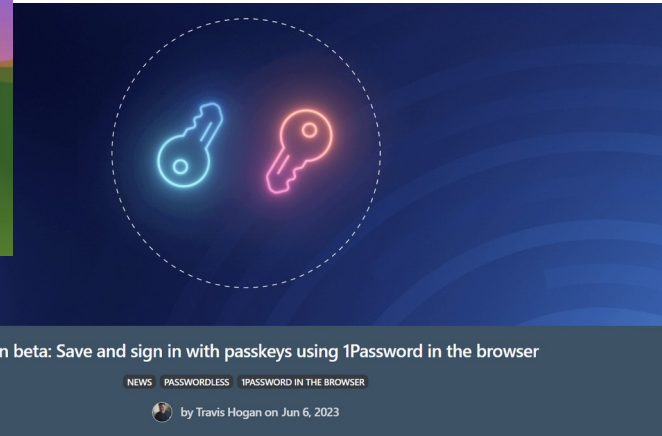 n beta: Save and sign in with passkeys using 1Password in the browser
NEWS PASSWORDLESS 1PASSWORD IN THE BROWSER
by Travis Hogan on Jun 6, 2023